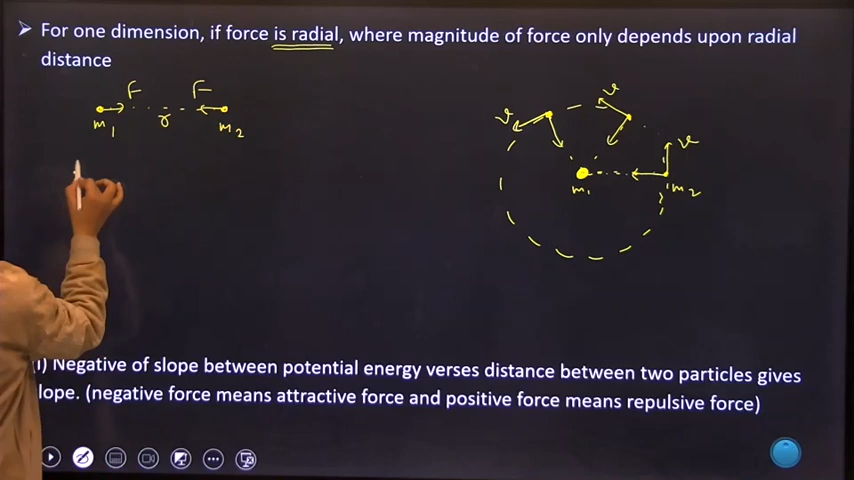 For one dimension, if force is radial, where magnitude of force only depends upon radial
distance
F F
m1 r m2
v v
v
m1 m2
i) Negative of slope between potential energy verses distance between two particles gives
slope. (negative force means attractive force and positive force means repulsive force)